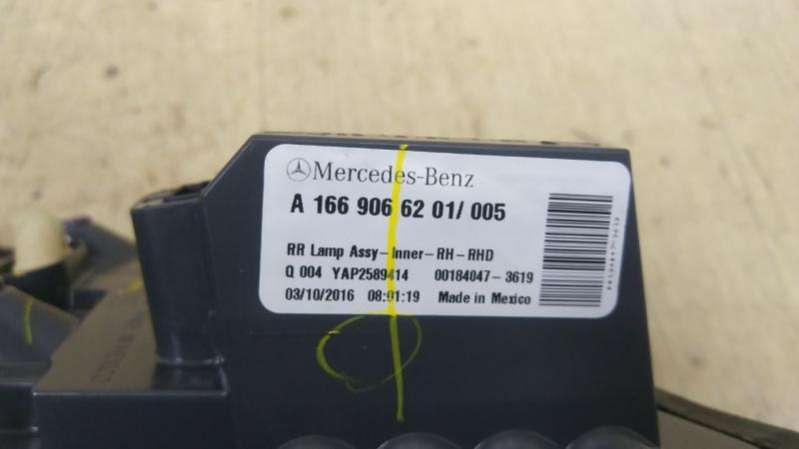 Mercedes-Benz
A 166 906 62 01/ 005
RR Lamp Assy-Inner-RH-RHD
Q 004 YAP2589414 00184047-3619
03/10/2016 08:01:19 Made in Mexico